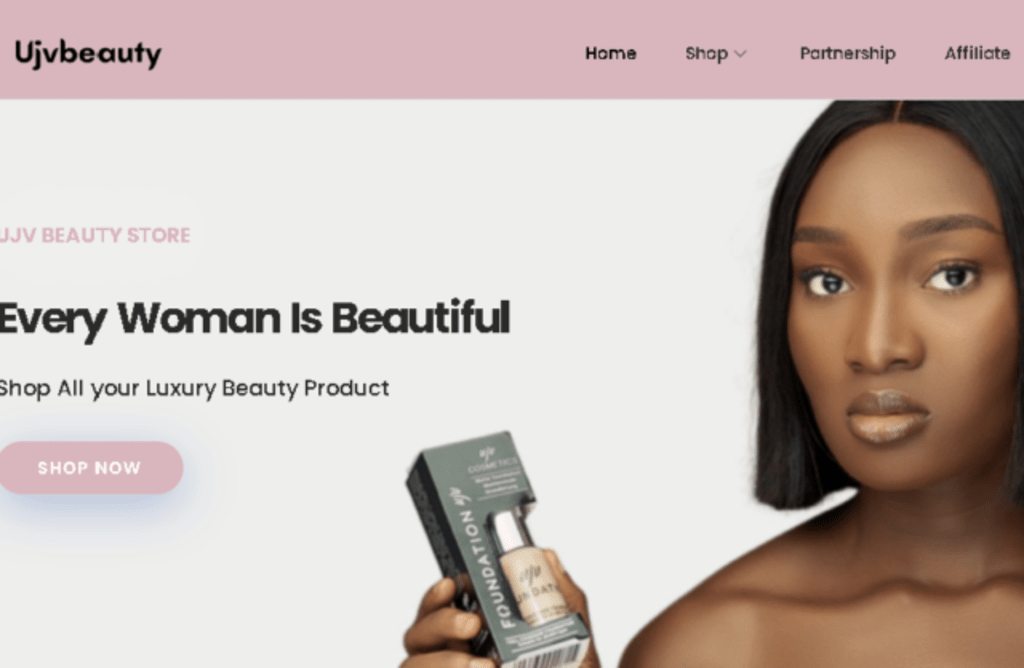 Ujvbeauty
Home Shop Partnership Affiliate
UJV BEAUTY STORE
Every Woman Is Beautiful
Shop All your Luxury Beauty Product
SHOP NOW
ujv
COSMETICS
FOUNDATION ujv
ujv